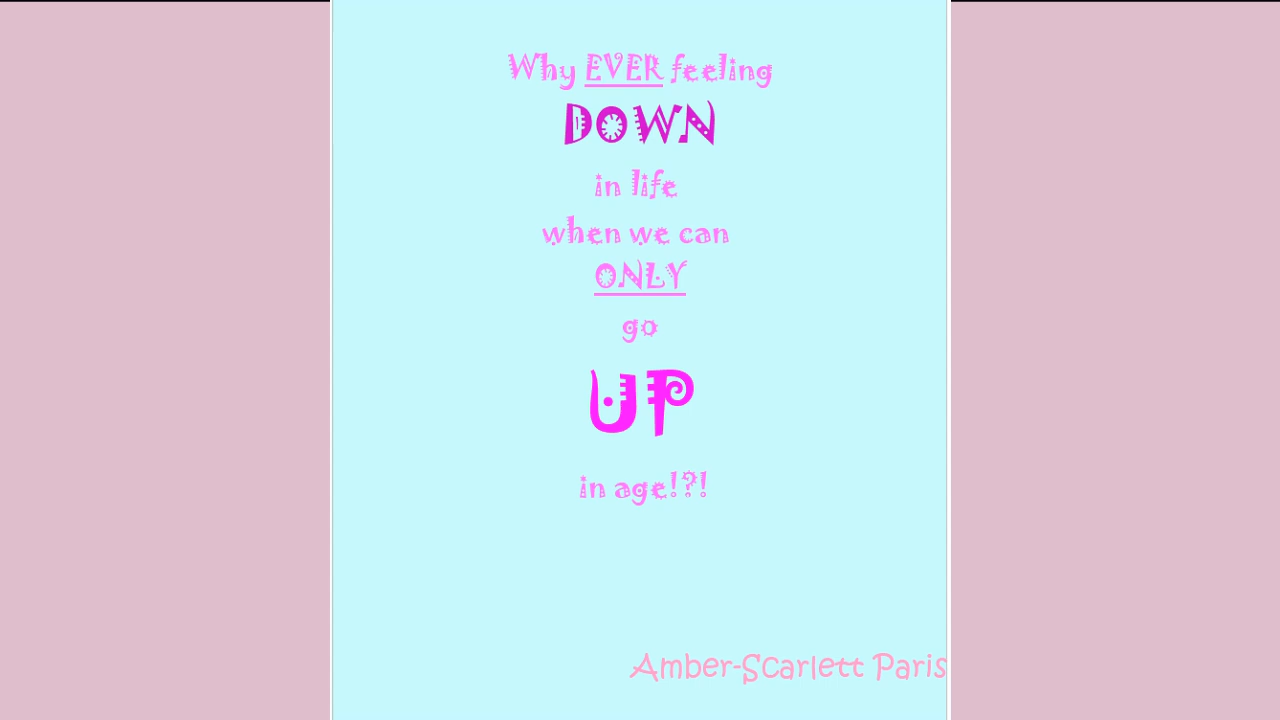 Why EVER feeling
DOWN
in life
when we can
ONLY
go
UP
in age!?!
Amber-Scarlett Paris